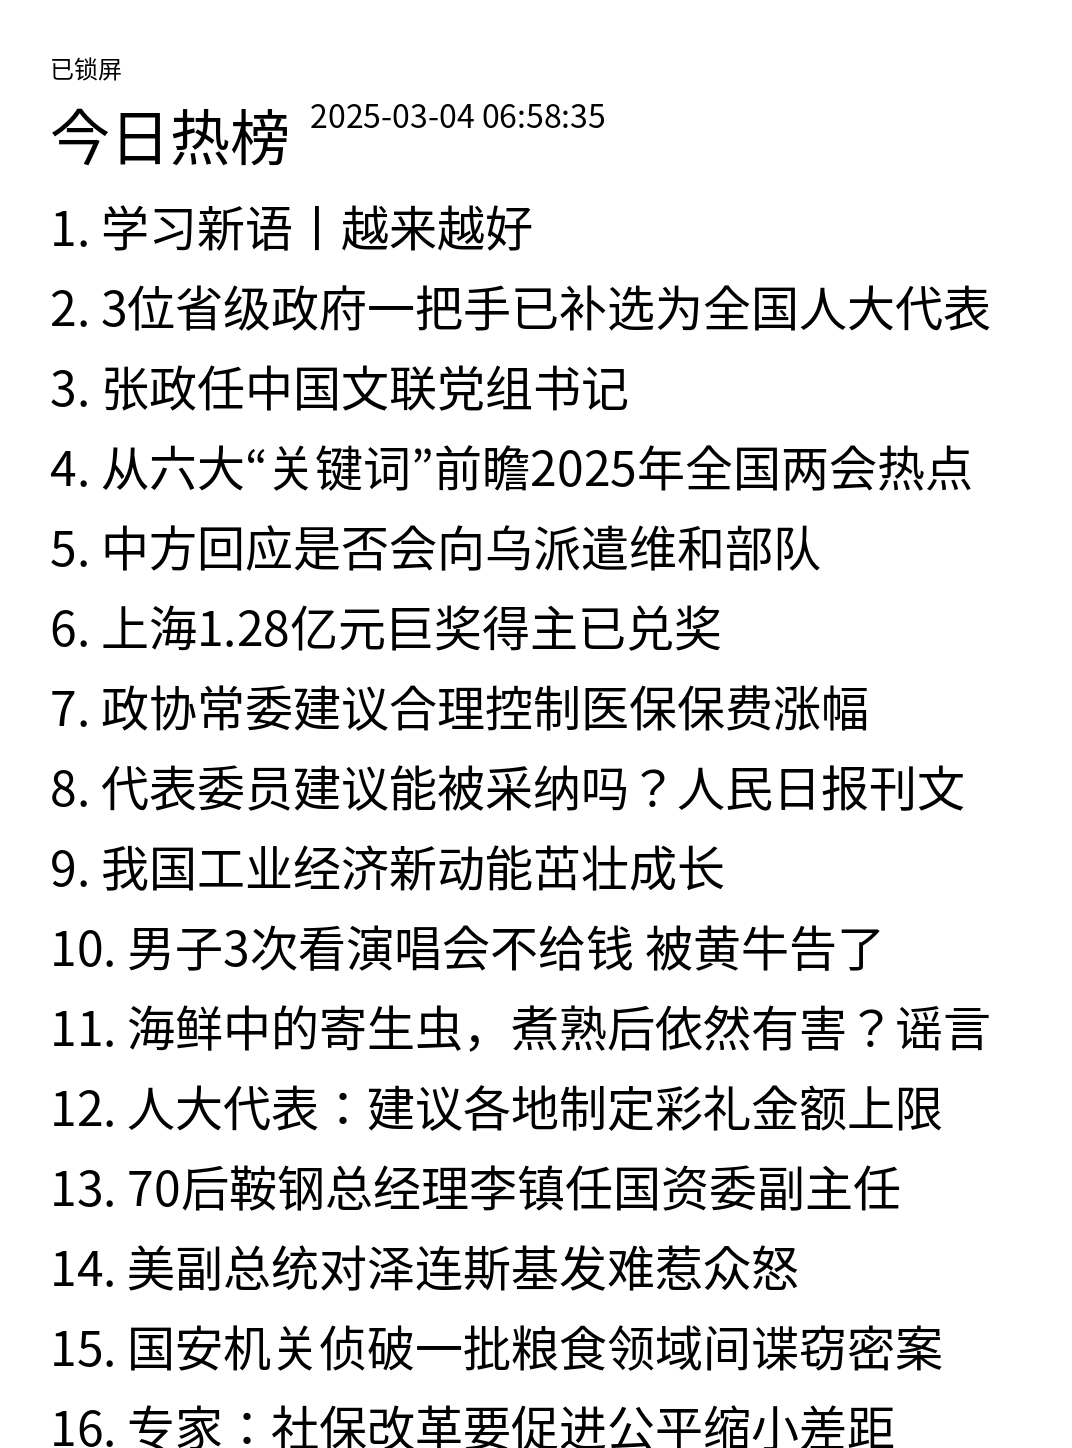 已锁屏
今日热榜 2025-03-04 06:58:35
1. 学习新语丨越来越好
2. 3位省级政府一把手已补选为全国人大代表
3. 张政任中国文联党组书记
4. 从六大“关键词”前瞻2025年全国两会热点
5. 中方回应是否会向乌派遣维和部队
6. 上海1.28亿元巨奖得主已兑奖
7. 政协常委建议合理控制医保保费涨幅
8. 代表委员建议能被采纳吗？人民日报刊文
9. 我国工业经济新动能茁壮成长
10. 男子3次看演唱会不给钱 被黄牛告了
11. 海鲜中的寄生虫，煮熟后依然有害？谣言
12. 人大代表：建议各地制定彩礼金额上限
13. 70后鞍钢总经理李镇任国资委副主任
14. 美副总统对泽连斯基发难惹众怒
15. 国安机关侦破一批粮食领域间谍窃密案
16. 专家：社保改革要促进公平缩小差距